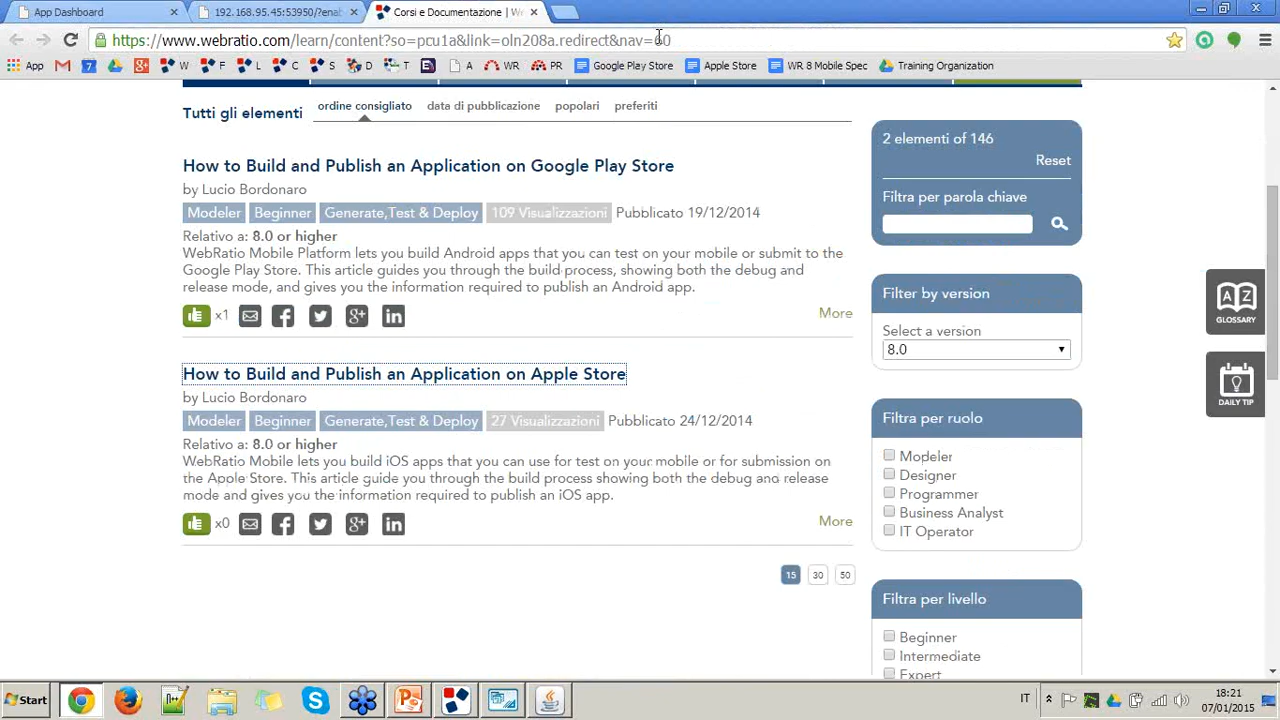 App Dashboard
192.168.95.45:53950/?enab
Corsi e Documentazione | W
https://www.webratio.com/learn/content?so=pcu1a&link=oln208a.redirect&nav=60
App
W
L
C
S
D
T
A
WR
PR
Google Play Store
Apple Store
WR 8 Mobile Spec
Training Organization
Tutti gli elementi
ordine consigliato data di pubblicazione popolari preferiti
How to Build and Publish an Application on Google Play Store
by Lucio Bordonaro
Modeler Beginner Generate,Test & Deploy 109 Visualizzazioni Pubblicato 19/12/2014
Relativo a: 8.0 or higher
WebRatio Mobile Platform lets you build Android apps that you can test on your mobile or submit to the
Google Play Store. This article guides you through the build process, showing both the debug and
release mode, and gives you the information required to publish an Android app.
x1
More
How to Build and Publish an Application on Apple Store
by Lucio Bordonaro
Modeler Beginner Generate,Test & Deploy 27 Visualizzazioni Pubblicato 24/12/2014
Relativo a: 8.0 or higher
WebRatio Mobile lets you build iOS apps that you can use for test on your mobile or for submission on
the Apple Store. This article guide you through the build process showing both the debug and release
mode and gives you the information required to publish an iOS app.
x0
More
15 30 50
2 elementi of 146
Reset
Filtra per parola chiave
Filter by version
Select a version
8.0
Filtra per ruolo
Modeler
Designer
Programmer
Business Analyst
IT Operator
Filtra per livello
Beginner
Intermediate
Expert
A Z
GLOSSARY
DAILY TIP
Start
IT
18:21
07/01/2015